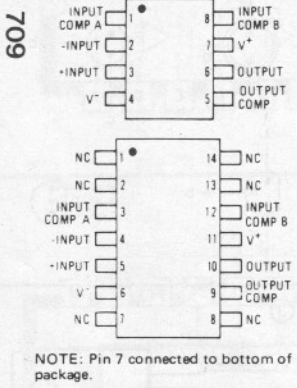 709
INPUT COMP A 1
-INPUT 2
+INPUT 3
V- 4
8 INPUT COMP B
7 V+
6 OUTPUT
5 OUTPUT COMP
NC 1
NC 2
INPUT COMP A 3
-INPUT 4
+INPUT 5
V- 6
NC 7
14 NC
13 NC
12 INPUT COMP B
11 V+
10 OUTPUT
9 OUTPUT COMP
8 NC
NOTE: Pin 7 connected to bottom of
package.